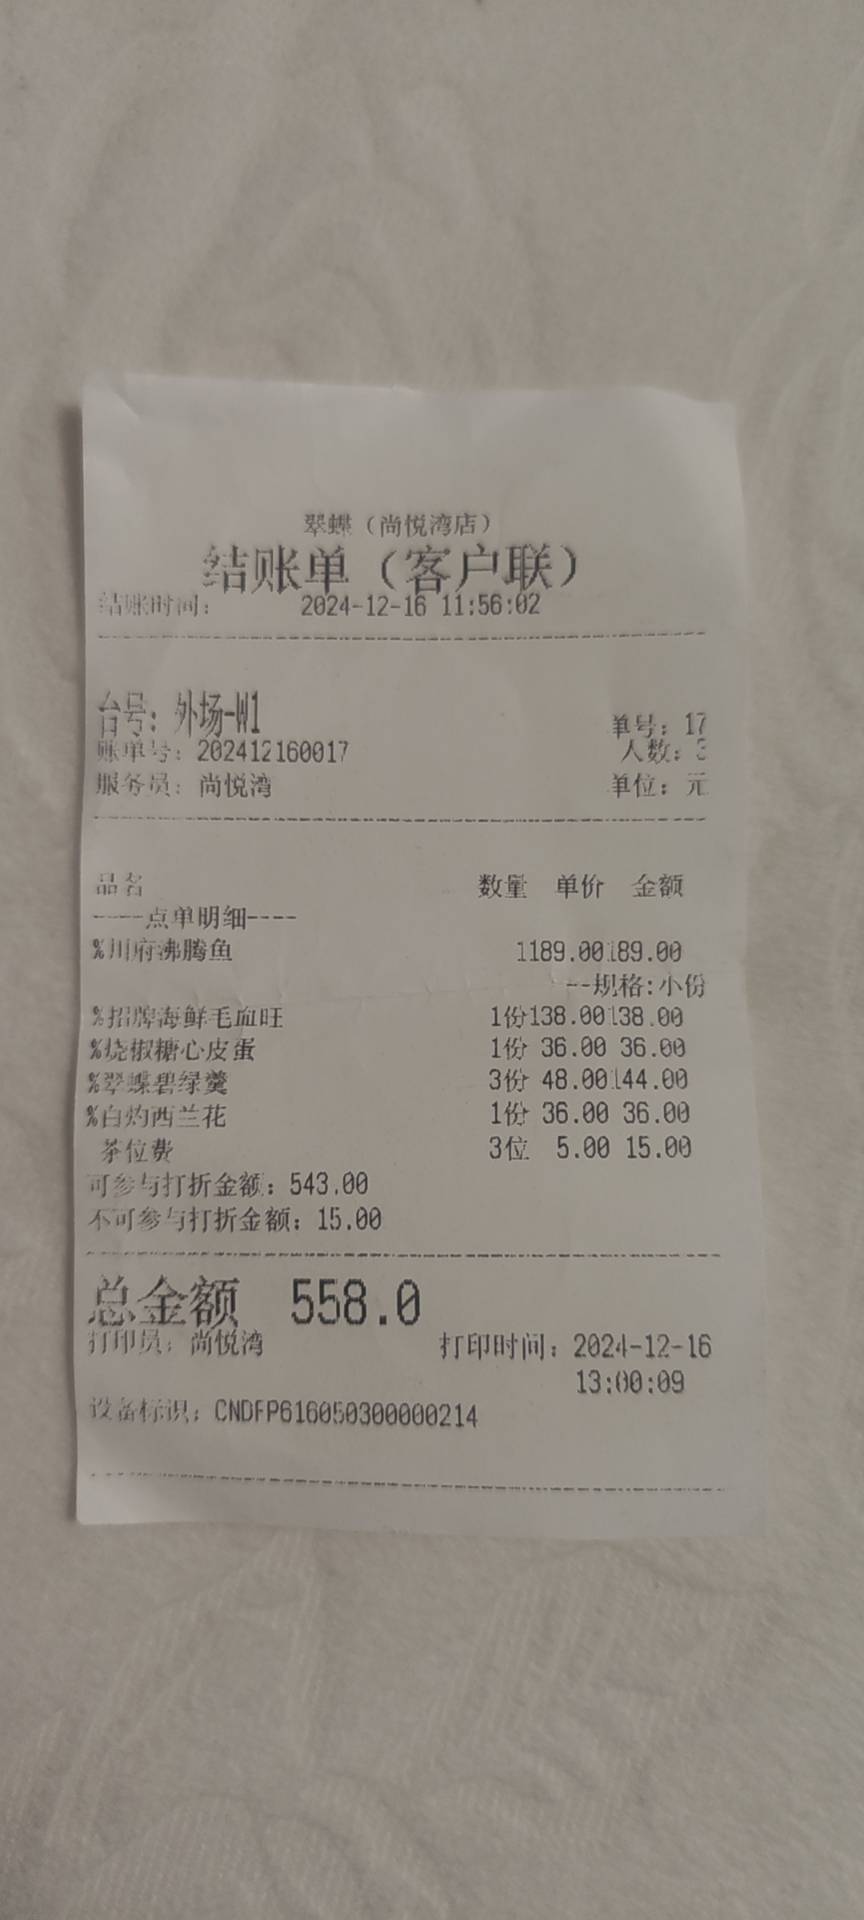 翠蝶（尚悦湾店）
结账单（客户联）
结账时间： 2024-12-16 11:56:02
台号：外场-W1 单号：17
账单号：202412160017 人数：3
服务员：尚悦湾 单位：元
品名 数量 单价 金额
----点单明细----
%川府沸腾鱼 1189.00189.00
--规格:小份
%招牌海鲜毛血旺 1份138.00138.00
%烧椒糖心皮蛋 1份 36.00 36.00
%翠蝶碧绿羹 3份 48.00144.00
%白灼西兰花 1份 36.00 36.00
茶位费 3位 5.00 15.00
可参与打折金额：543.00
不可参与打折金额：15.00
总金额 558.0
打印员：尚悦湾 打印时间：2024-12-16
13:00:09
设备标识：CNDFP616050300000214